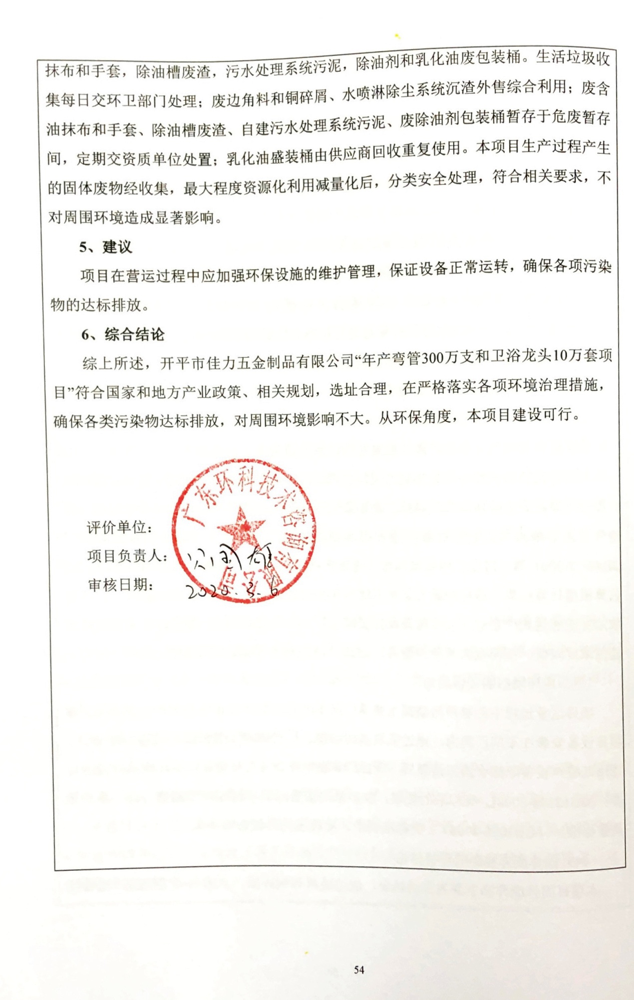 抹布和手套，除油槽废渣，污水处理系统污泥，除油剂和乳化油废包装桶。生活垃圾收
集每日交环卫部门处理；废边角料和铜碎屑、水喷淋除尘系统沉渣外售综合利用；废含
油抹布和手套、除油槽废渣、自建污水处理系统污泥、废除油剂包装桶暂存于危废暂存
间，定期交资质单位处置；乳化油盛装桶由供应商回收重复使用。本项目生产过程产生
的固体废物经收集，最大程度资源化利用减量化后，分类安全处理，符合相关要求，不
对周围环境造成显著影响。
5、建议
项目在营运过程中应加强环保设施的维护管理，保证设备正常运转，确保各项污染
物的达标排放。
6、综合结论
综上所述，开平市佳力五金制品有限公司“年产弯管300万支和卫浴龙头10万套项
目”符合国家和地方产业政策、相关规划，选址合理，在严格落实各项环境治理措施，
确保各类污染物达标排放，对周围环境影响不大。从环保角度，本项目建设可行。
广东环科技术咨询有限公司
评价单位：
项目负责人： 国雄
审核日期： 2020.3.6
54